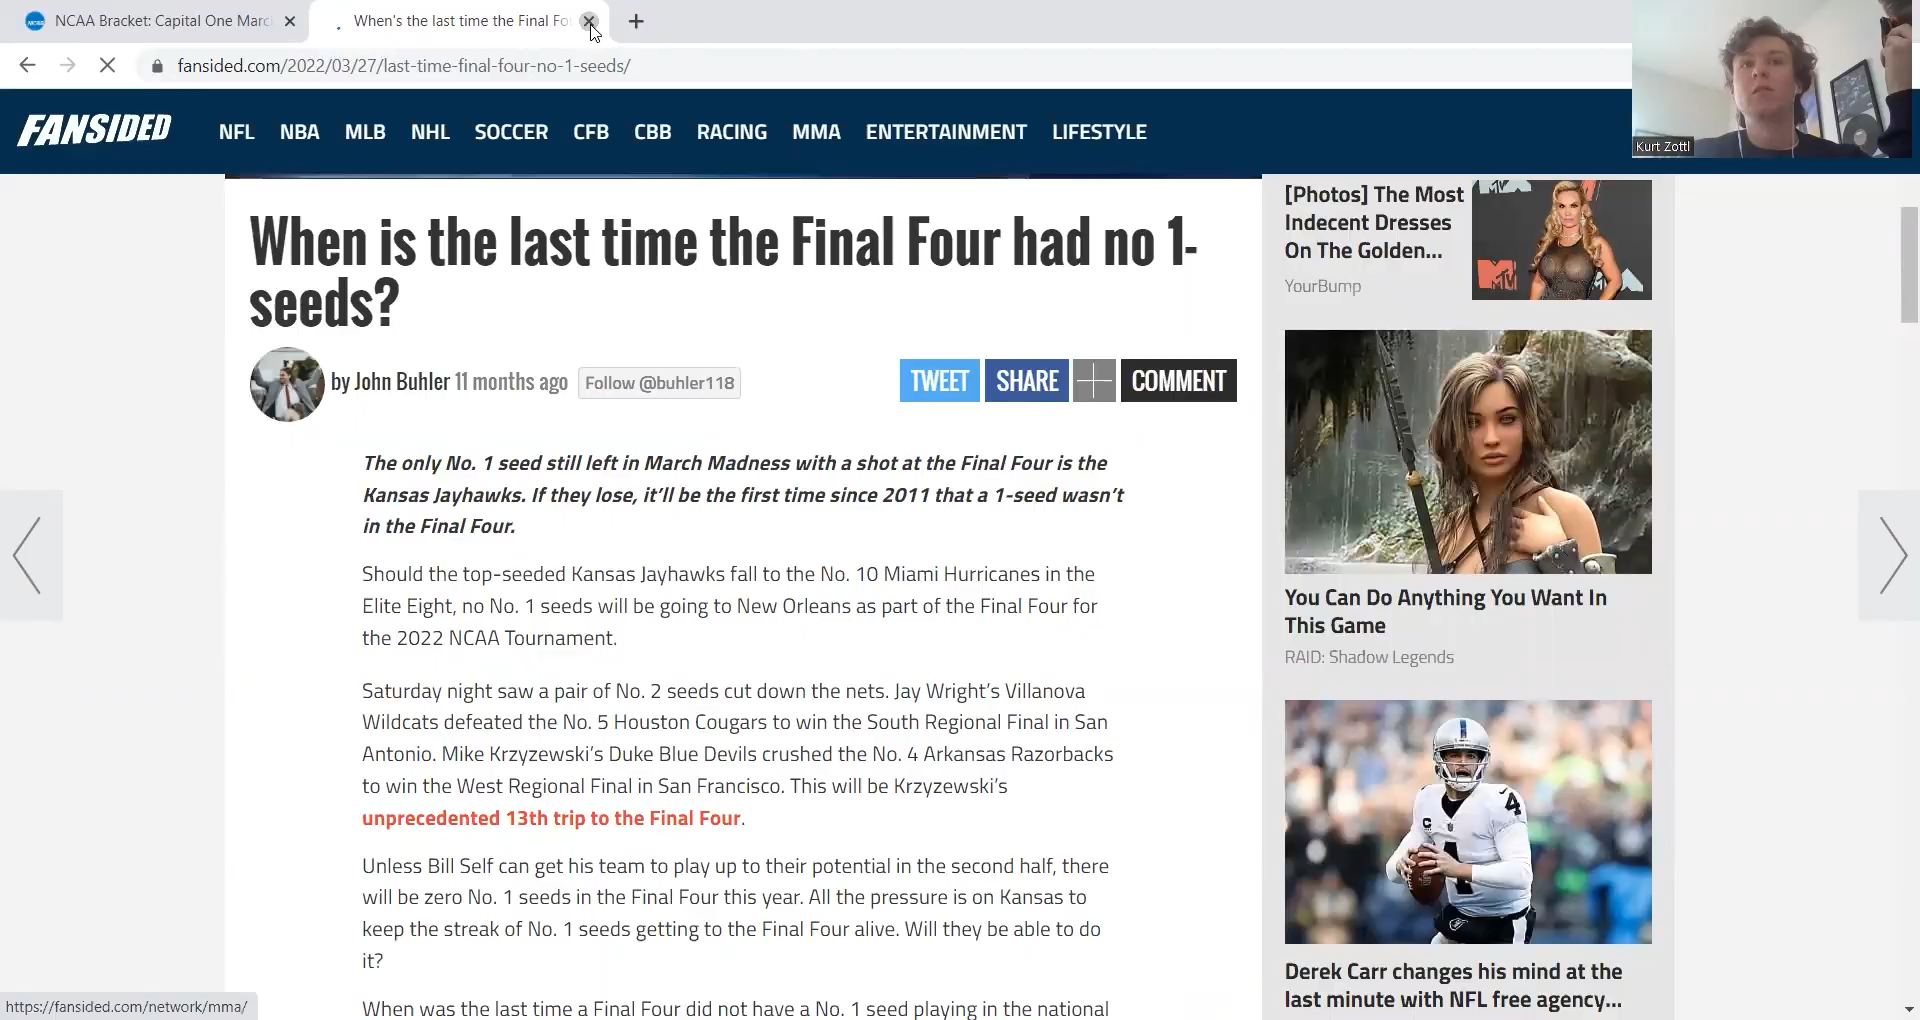 NCAA Bracket: Capital One Marc
When's the last time the Final Fo
fansided.com/2022/03/27/last-time-final-four-no-1-seeds/
FANSIDED
NFL NBA MLB NHL SOCCER CFB CBB RACING MMA ENTERTAINMENT LIFESTYLE
Kurt Zottl
When is the last time the Final Four had no 1-
seeds?
by John Buhler 11 months ago Follow @buhler118
TWEET SHARE COMMENT
The only No. 1 seed still left in March Madness with a shot at the Final Four is the
Kansas Jayhawks. If they lose, it'll be the first time since 2011 that a 1-seed wasn't
in the Final Four.
Should the top-seeded Kansas Jayhawks fall to the No. 10 Miami Hurricanes in the
Elite Eight, no No. 1 seeds will be going to New Orleans as part of the Final Four for
the 2022 NCAA Tournament.
Saturday night saw a pair of No. 2 seeds cut down the nets. Jay Wright's Villanova
Wildcats defeated the No. 5 Houston Cougars to win the South Regional Final in San
Antonio. Mike Krzyzewski's Duke Blue Devils crushed the No. 4 Arkansas Razorbacks
to win the West Regional Final in San Francisco. This will be Krzyzewski's
unprecedented 13th trip to the Final Four.
Unless Bill Self can get his team to play up to their potential in the second half, there
will be zero No. 1 seeds in the Final Four this year. All the pressure is on Kansas to
keep the streak of No. 1 seeds getting to the Final Four alive. Will they be able to do
it?
When was the last time a Final Four did not have a No. 1 seed playing in the national
[Photos] The Most
Indecent Dresses
On The Golden...
YourBump
You Can Do Anything You Want In
This Game
RAID: Shadow Legends
4
4
Derek Carr changes his mind at the
last minute with NFL free agency...
https://fansided.com/network/mma/